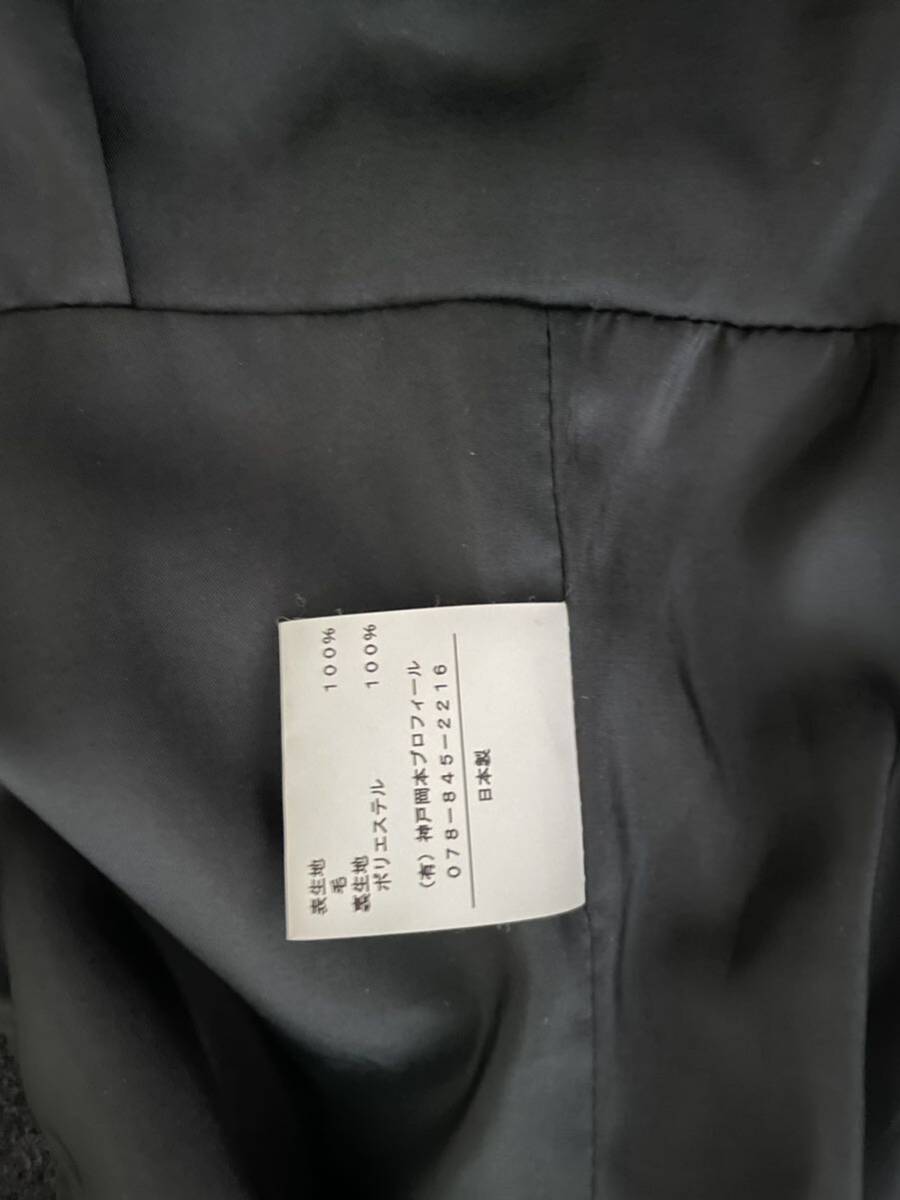 表生地
毛 100%
裏生地
ポリエステル 100%
(有)神戸岡本プロフィール
078-845-2216
日本製